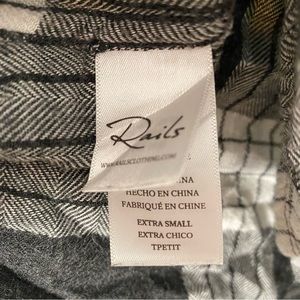 Rails
WWW.RAILSCLOTHING.COM
HECHO EN CHINA
FABRIQUÉ EN CHINE
EXTRA SMALL
EXTRA CHICO
TPETIT